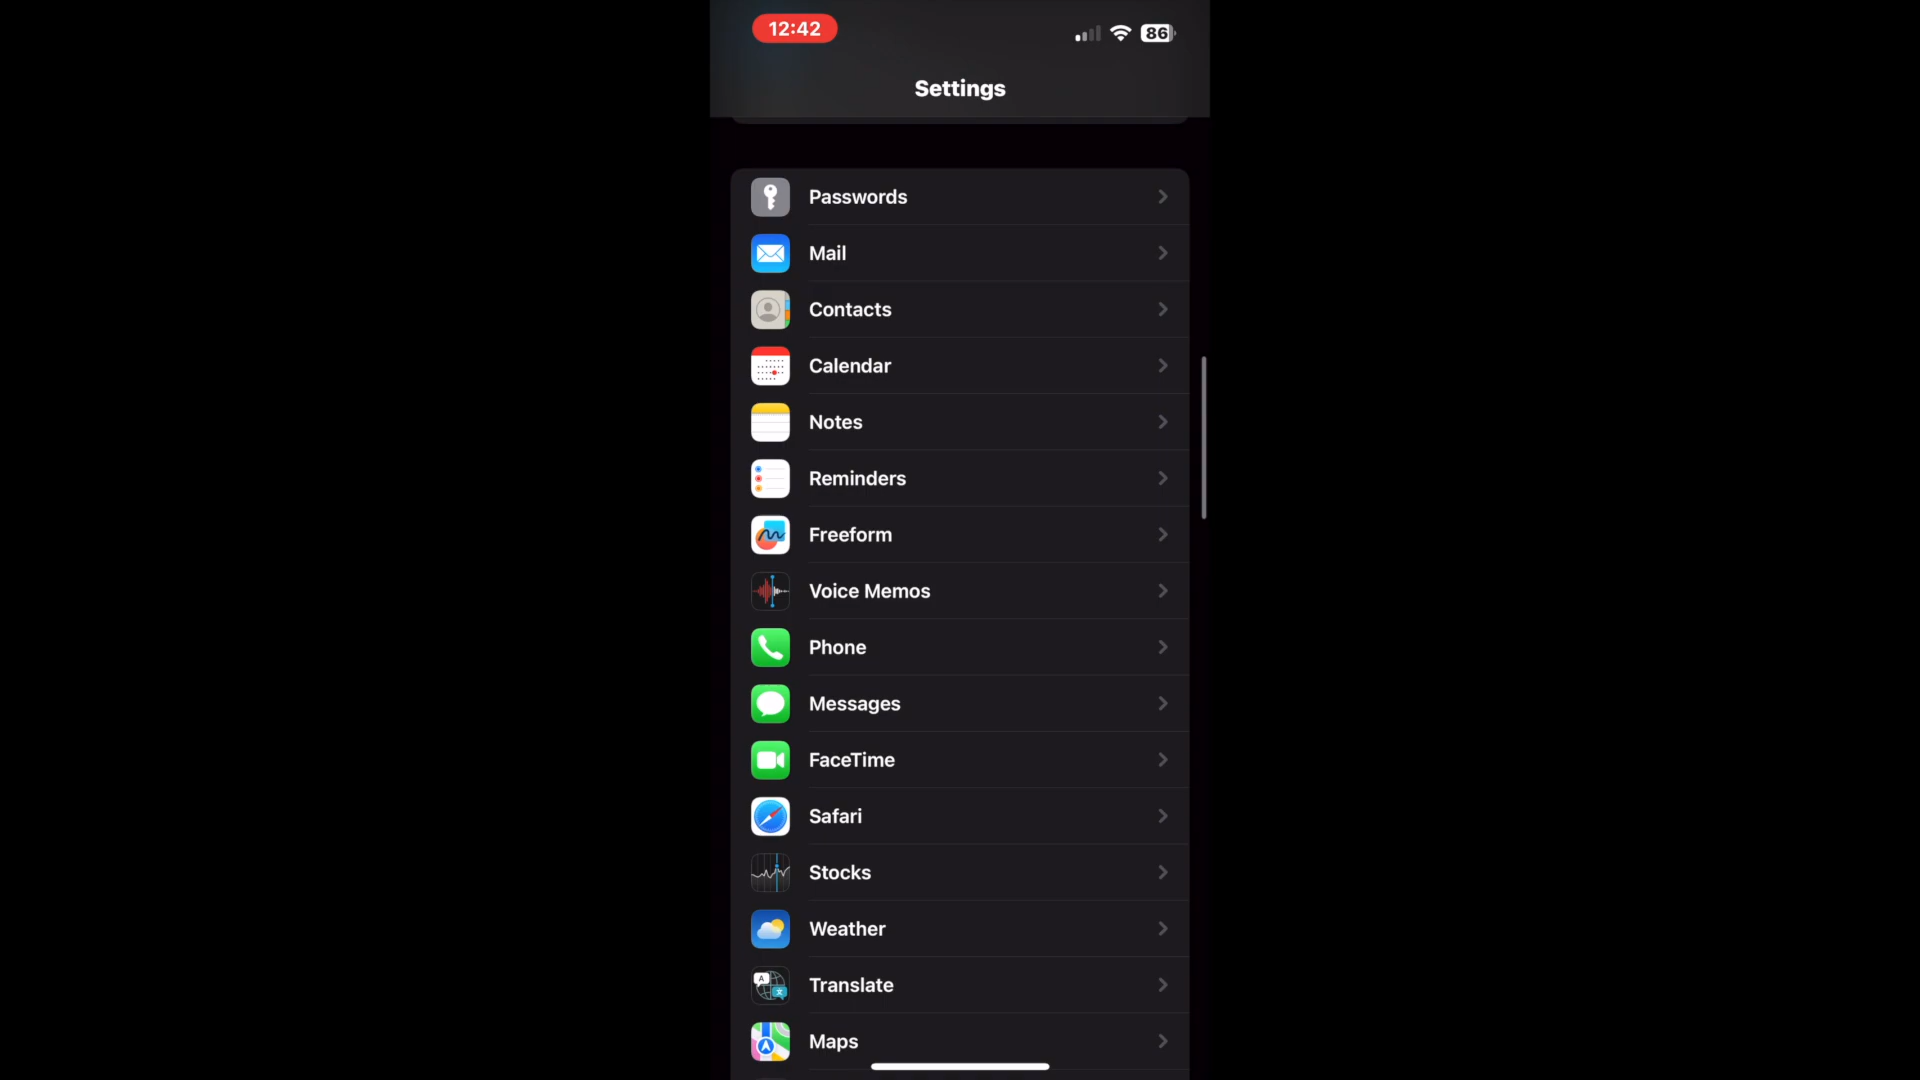 12:42
86
Settings
Passwords
Mail
Contacts
Calendar
Notes
Reminders
Freeform
Voice Memos
Phone
Messages
FaceTime
Safari
Stocks
Weather
A
文
Translate
Maps